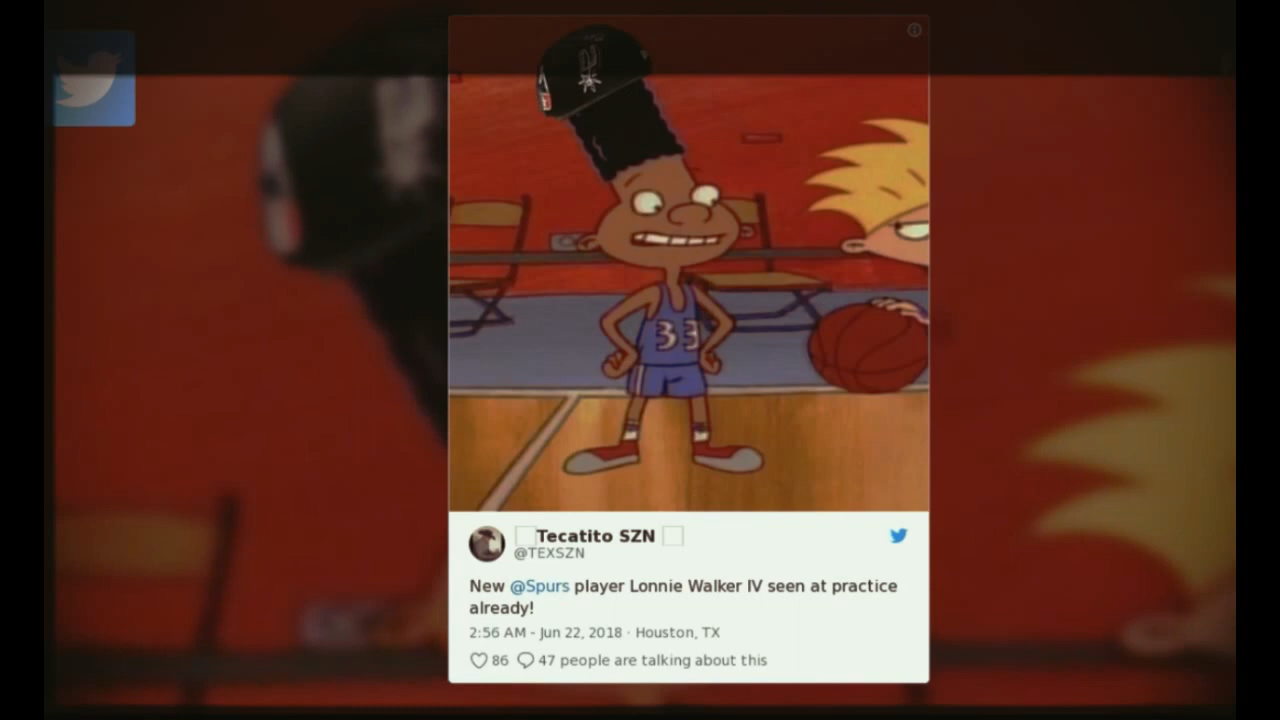 33
Tecatito SZN
@TEXSZN
New @Spurs player Lonnie Walker IV seen at practice
already!
2:56 AM - Jun 22, 2018 · Houston, TX
86 47 people are talking about this